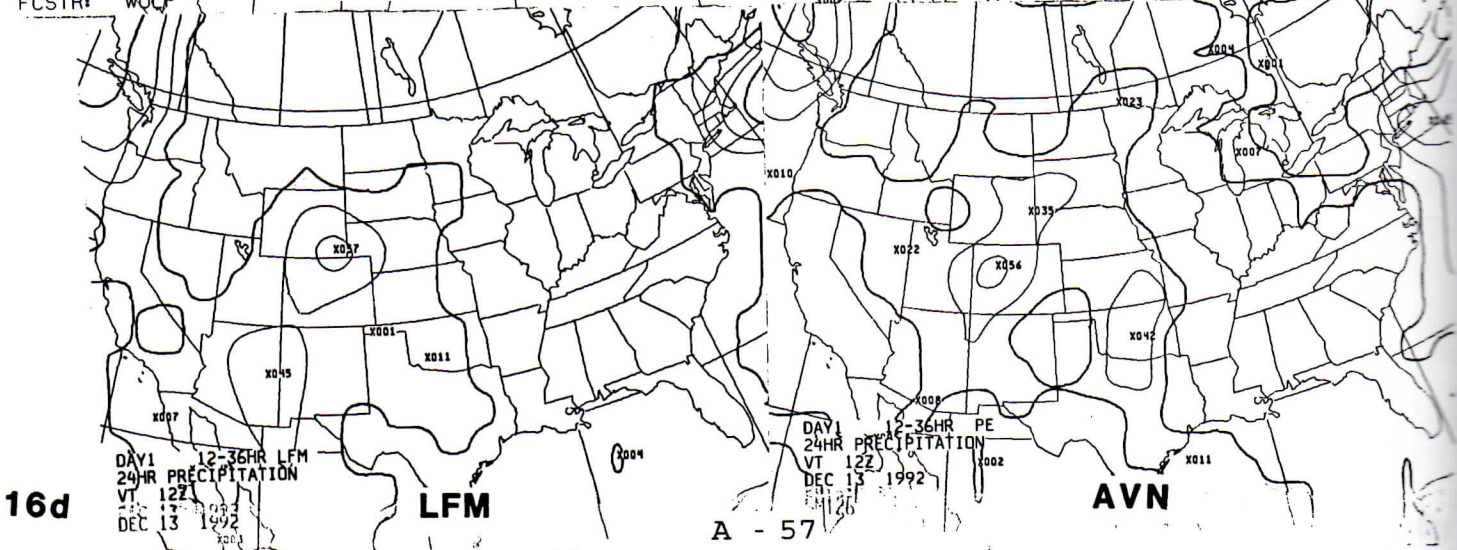 FCSTR:
X057
X001
X011
X045
X007
X004
DAY1 12-36HR LFM
24HR PRECIPITATION
VT 12Z
DEC 13 1992
16d
LFM
X004
X001
X023
X007
X010
X035
X022
X056
X042
X008
DAY1 12-36HR PE
24HR PRECIPITATION
VT 12Z
DEC 13 1992
X002
X011
AVN
A - 57